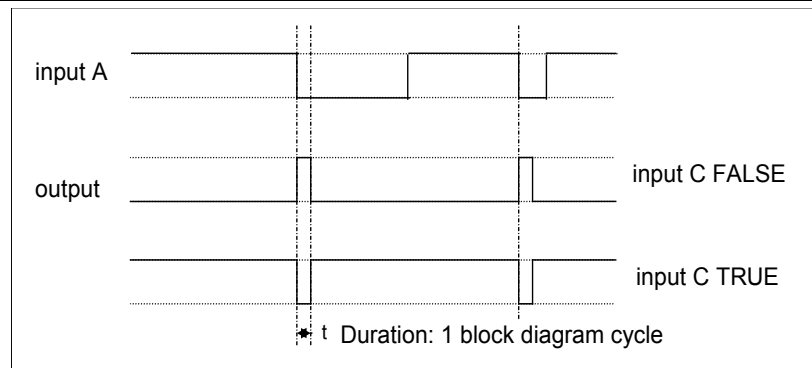 input A
input C FALSE
output
input C TRUE
t Duration: 1 block diagram cycle